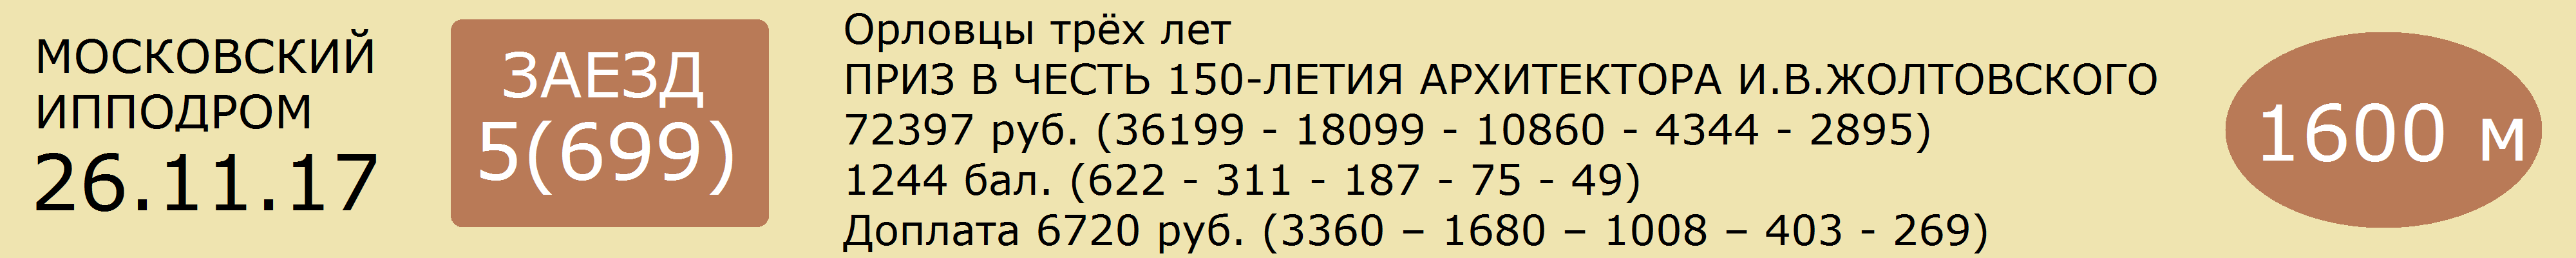 МОСКОВСКИЙ
ИППОДРОМ
26.11.17
ЗАЕЗД
5(699)
Орловцы трёх лет
ПРИЗ В ЧЕСТЬ 150-ЛЕТИЯ АРХИТЕКТОРА И.В.ЖОЛТОВСКОГО
72397 руб. (36199 - 18099 - 10860 - 4344 - 2895)
1244 бал. (622 - 311 - 187 - 75 - 49)
Доплата 6720 руб. (3360 – 1680 – 1008 – 403 - 269)
1600 м